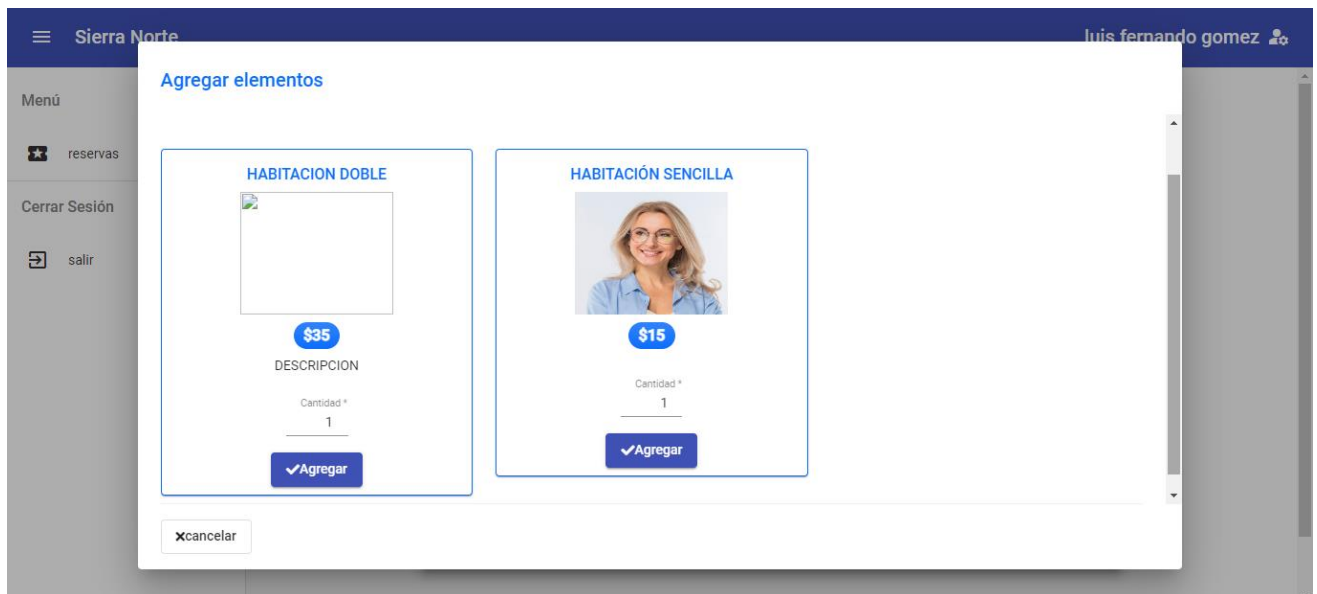 Sierra Norte
luis fernando gomez
Menú
reservas
Cerrar Sesión
salir
Agregar elementos
HABITACION DOBLE
$35
DESCRIPCION
Cantidad *
1
Agregar
HABITACIÓN SENCILLA
$15
Cantidad *
1
Agregar
cancelar